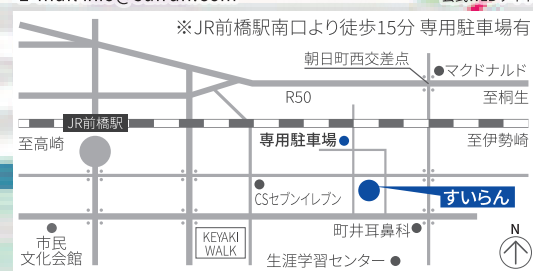 ※JR前橋駅南口より徒歩15分 専用駐車場有
朝日町西交差点
マクドナルド
R50
至桐生
JR前橋駅
至高崎
専用駐車場
至伊勢崎
CSセブンイレブン
すいらん
市民
文化会館
KEYAKI
WALK
町井耳鼻科
生涯学習センター
N